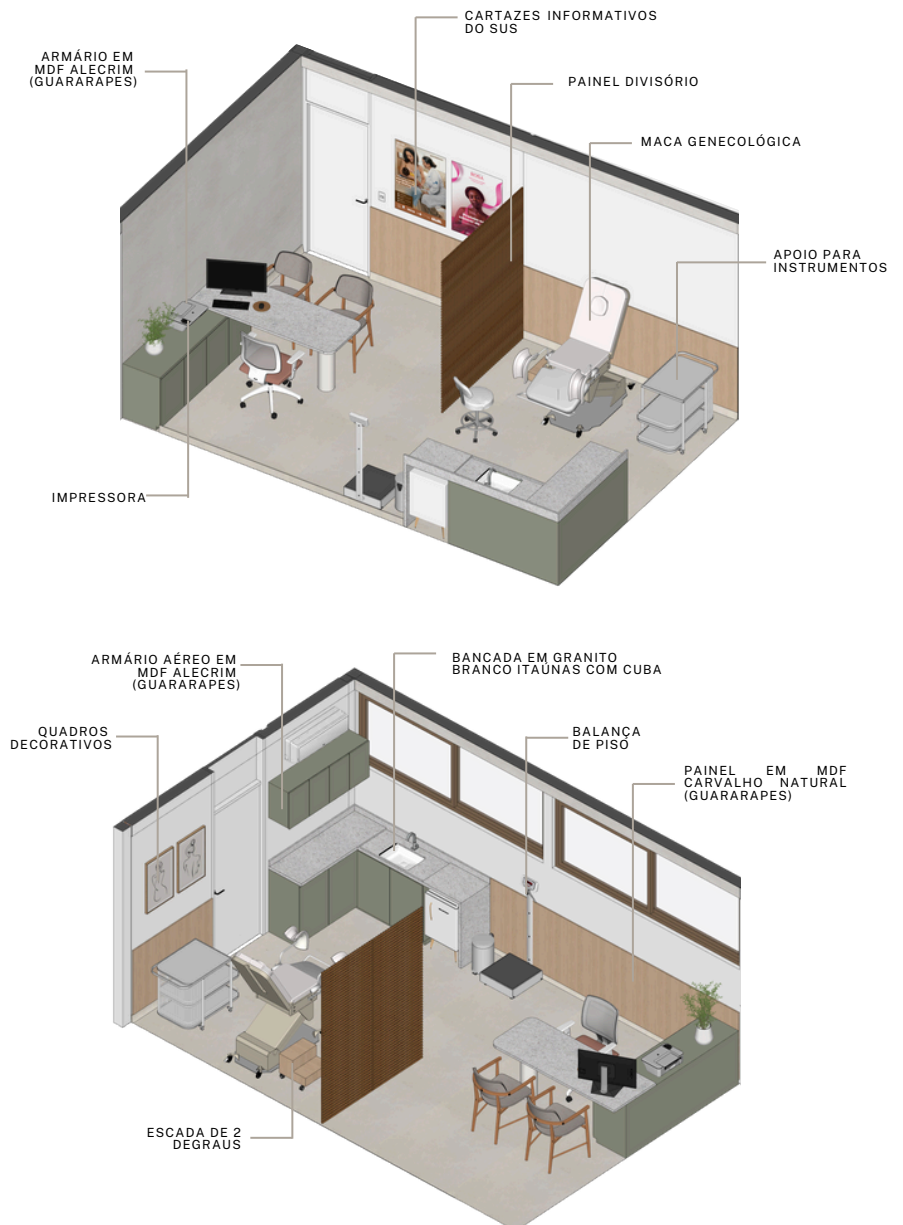 CARTAZES INFORMATIVOS
DO SUS
ARMÁRIO EM
MDF ALECRIM
(GUARARAPES)
PAINEL DIVISÓRIO
MACA GENECOLÓGICA
APOIO PARA
INSTRUMENTOS
IMPRESSORA
ARMÁRIO AÉREO EM
MDF ALECRIM
(GUARARAPES)
BANCADA EM GRANITO
BRANCO ITAÚNAS COM CUBA
QUADROS
DECORATIVOS
BALANÇA
DE PISO
PAINEL EM MDF
CARVALHO NATURAL
(GUARARAPES)
ESCADA DE 2
DEGRAUS